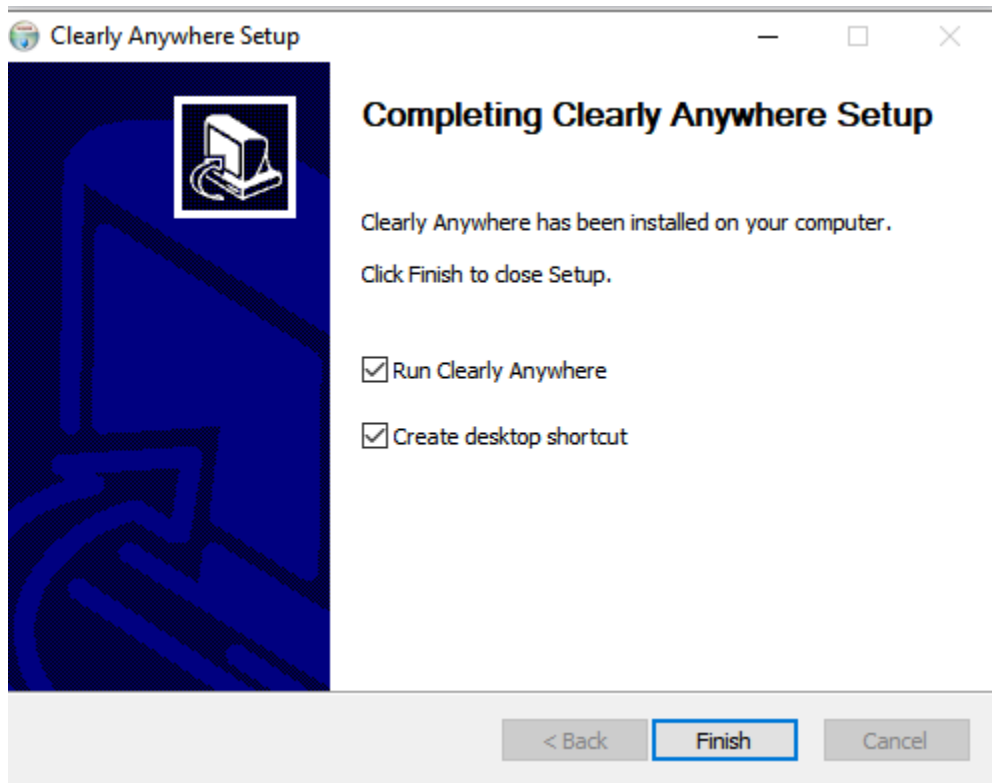 Clearly Anywhere Setup
Completing Clearly Anywhere Setup
Clearly Anywhere has been installed on your computer.
Click Finish to close Setup.
Run Clearly Anywhere
Create desktop shortcut
< Back Finish Cancel